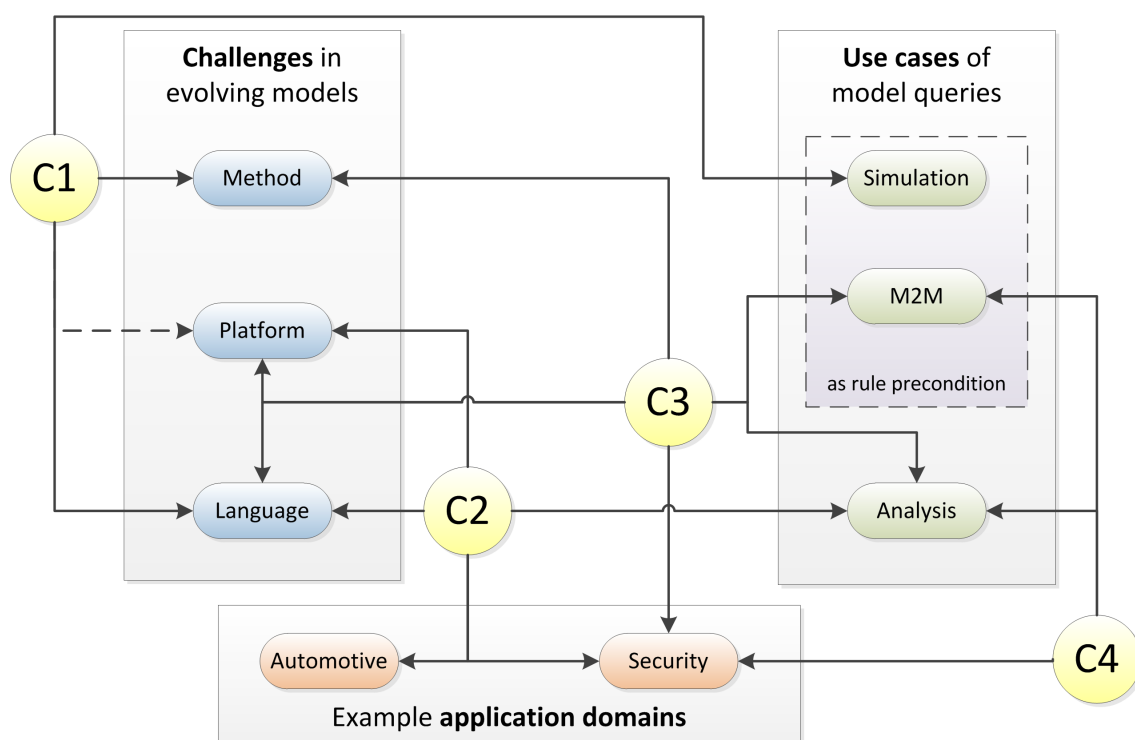 Challenges in
evolving models
Use cases of
model queries
C1
Method
Simulation
Platform
M2M
as rule precondition
C3
Language
C2
Analysis
Automotive
Security
C4
Example application domains